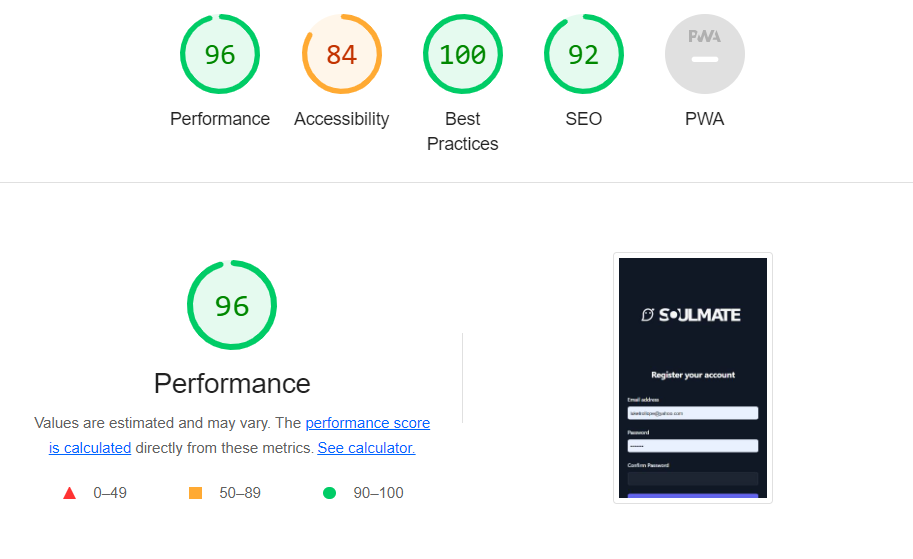 96
84
100
92
PWA
Performance
Accessibility
Best
Practices
SEO
PWA
96
Performance
Values are estimated and may vary. The performance score
is calculated directly from these metrics. See calculator.
0–49
50–89
90–100
SOULMATE
Register your account
Email address
Password
Confirm Password